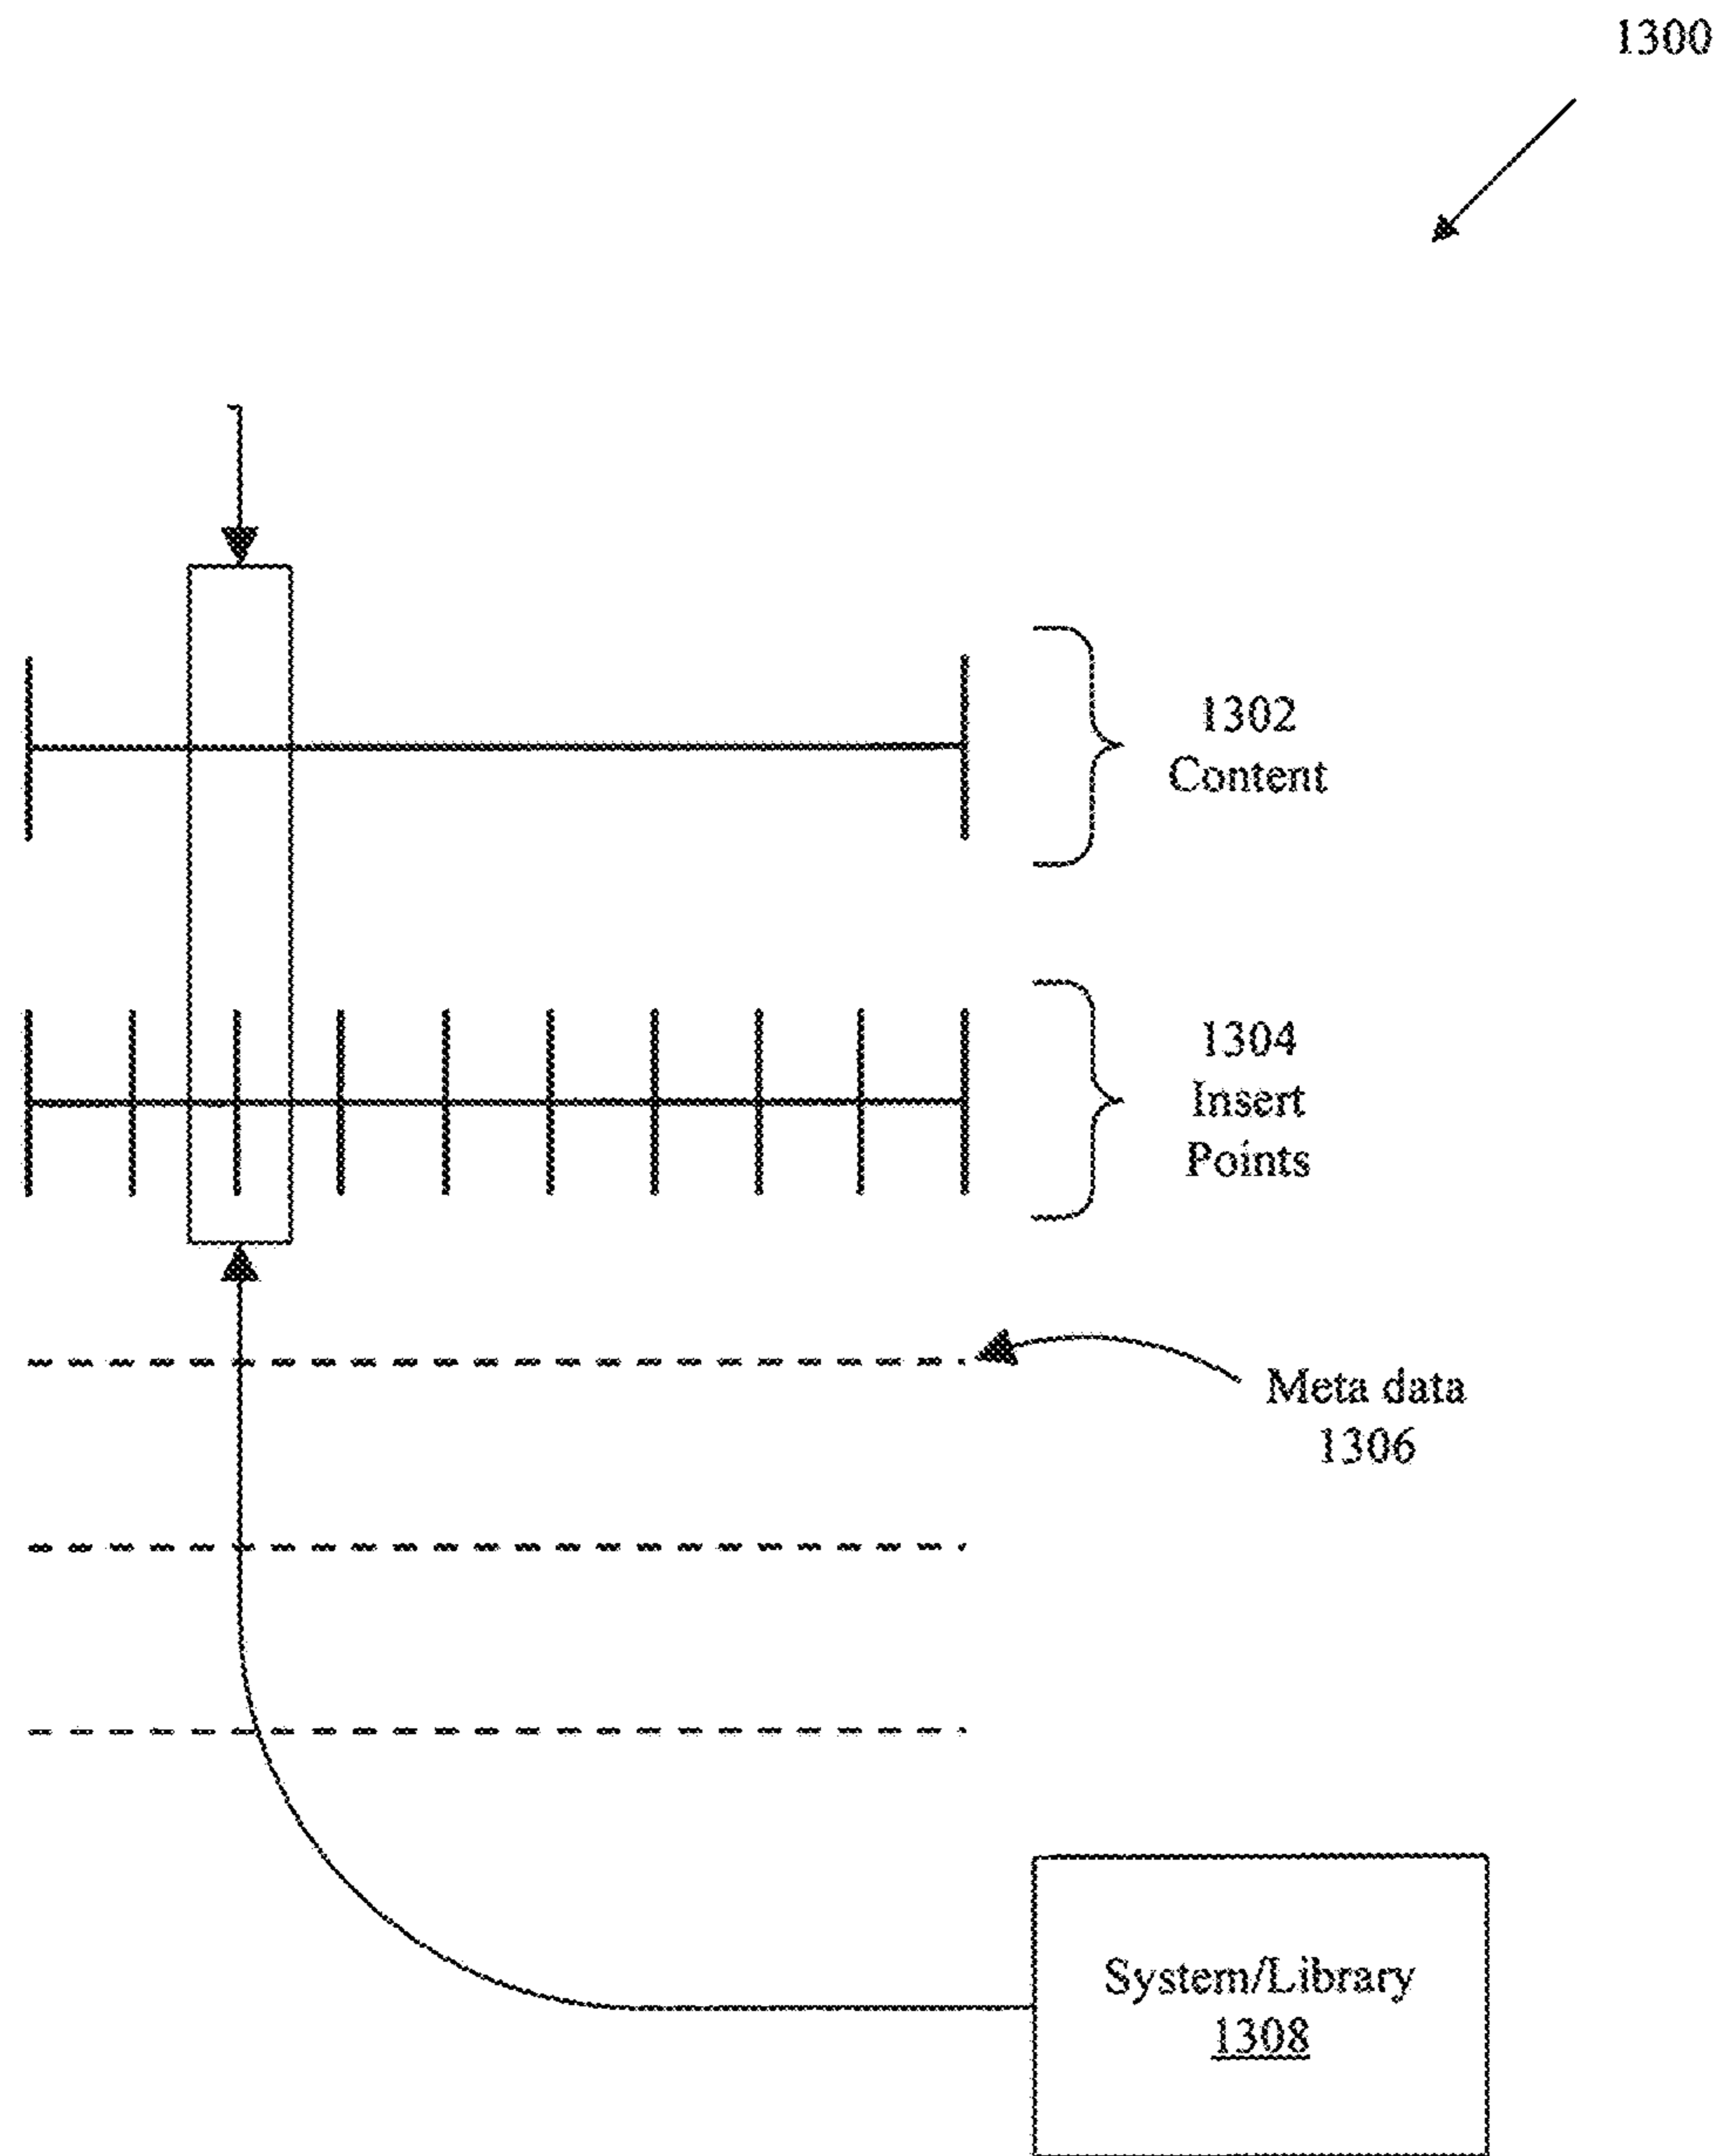 1300
1302
Content
1304
Insert
Points
Meta data
1306
System/Library
1308